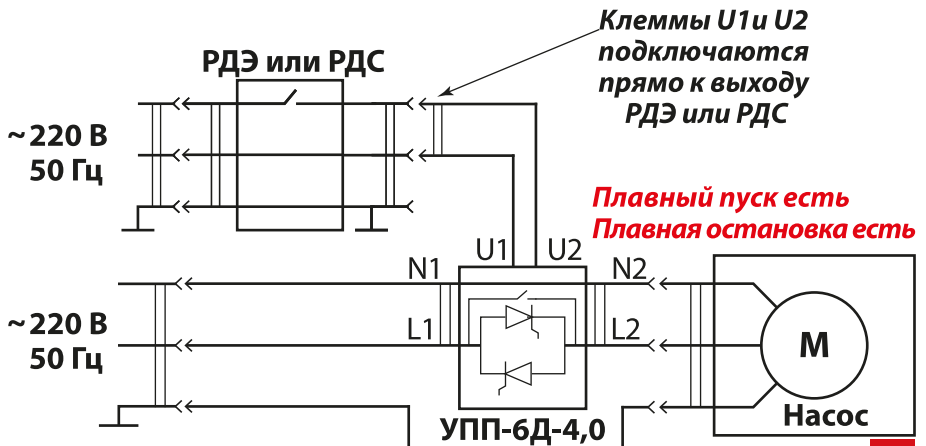 Клеммы U1и U2
подключаются
прямо к выходу
РДЭ или РДС
РДЭ или РДС
~220 В
50 Гц
Плавный пуск есть
Плавная остановка есть
U1 U2
N1 N2
~220 В
50 Гц
L1 L2
М
Насос
УПП-6Д-4,0